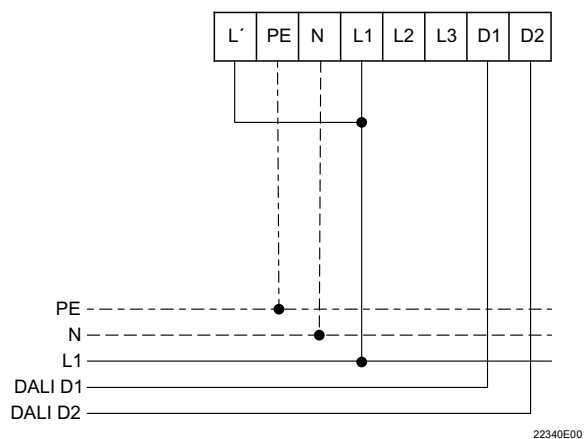 L´ PE N L1 L2 L3 D1 D2
PE
N
L1
DALI D1
DALI D2
22340E00